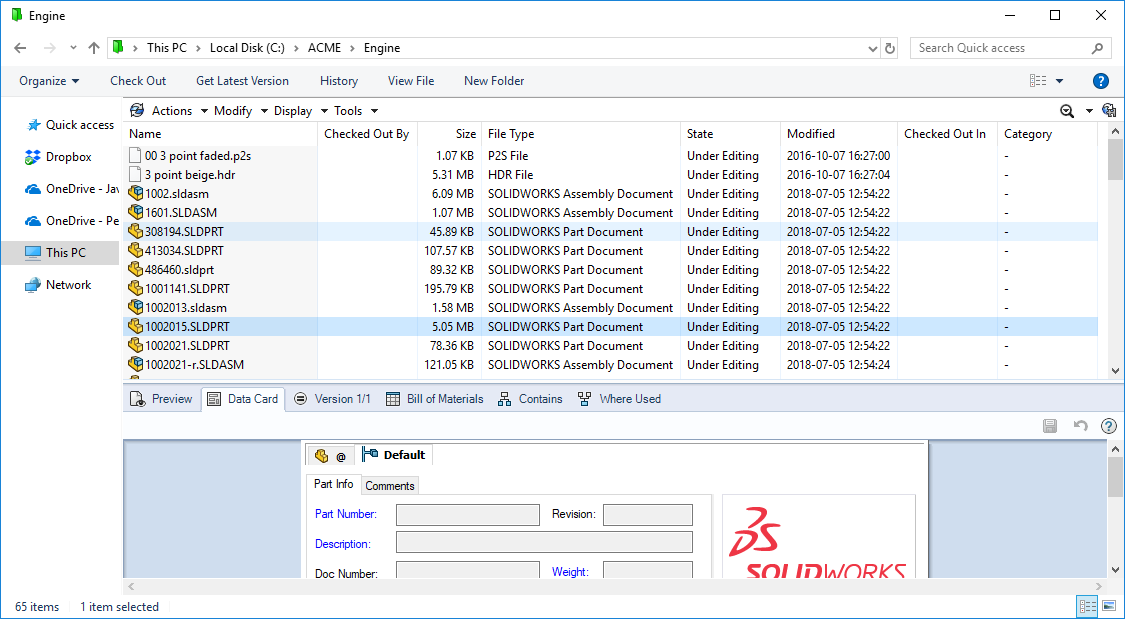 Engine
This PC > Local Disk (C:) > ACME > Engine
Search Quick access
Organize Check Out Get Latest Version History View File New Folder
?
Quick access
Dropbox
OneDrive - Jav
OneDrive - Pe
This PC
Network
Actions Modify Display Tools
Name Checked Out By Size File Type State Modified Checked Out In Category
00 3 point faded.p2s 1.07 KB P2S File Under Editing 2016-10-07 16:27:00 -
3 point beige.hdr 5.31 MB HDR File Under Editing 2016-10-07 16:27:04 -
1002.sldasm 6.09 MB SOLIDWORKS Assembly Document Under Editing 2018-07-05 12:54:22 -
1601.SLDASM 1.07 MB SOLIDWORKS Assembly Document Under Editing 2018-07-05 12:54:22 -
308194.SLDPRT 45.89 KB SOLIDWORKS Part Document Under Editing 2018-07-05 12:54:22 -
413034.SLDPRT 107.57 KB SOLIDWORKS Part Document Under Editing 2018-07-05 12:54:22 -
486460.sldprt 89.32 KB SOLIDWORKS Part Document Under Editing 2018-07-05 12:54:22 -
1001141.SLDPRT 195.79 KB SOLIDWORKS Part Document Under Editing 2018-07-05 12:54:22 -
1002013.sldasm 1.58 MB SOLIDWORKS Assembly Document Under Editing 2018-07-05 12:54:22 -
1002015.SLDPRT 5.05 MB SOLIDWORKS Part Document Under Editing 2018-07-05 12:54:22 -
1002021.SLDPRT 78.36 KB SOLIDWORKS Part Document Under Editing 2018-07-05 12:54:22 -
1002021-r.SLDASM 121.05 KB SOLIDWORKS Assembly Document Under Editing 2018-07-05 12:54:24 -
Preview Data Card Version 1/1 Bill of Materials Contains Where Used
?
@ Default
Part Info Comments
Part Number: Revision:
Description:
Doc Number: Weight:
SOLIDWORKS
65 items 1 item selected